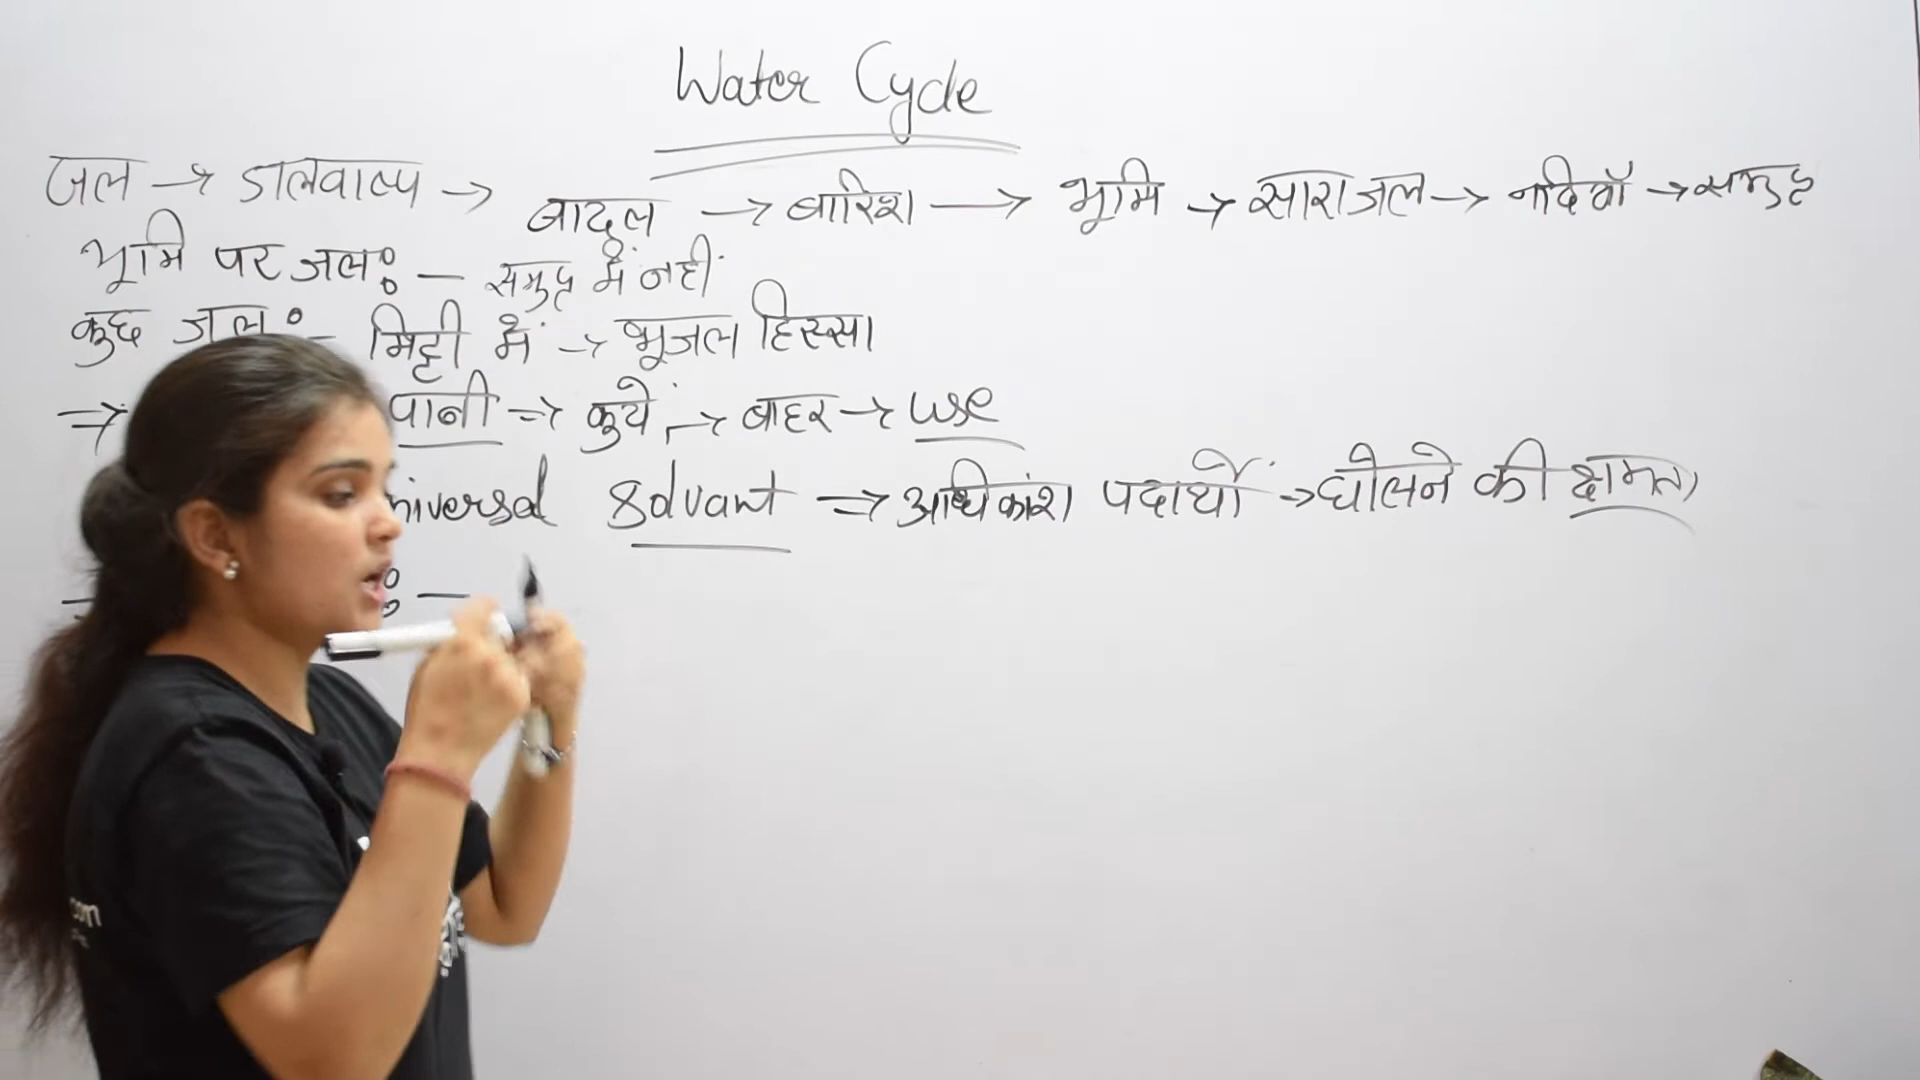 Water Cycle
जल → जलवाष्प → बादल → बारिश → भूमि → सारा जल → नदियाँ → समुद्र
भूमि पर जल : – समुद्र में नहीं
कुछ जल : – मिट्टी में → भूजल हिस्सा
⇒ पानी ⇒ कुयें → बाहर → use
niversal Solvant ⇒ अधिकांश पदार्थो → घोलने की क्षमता
: –
com